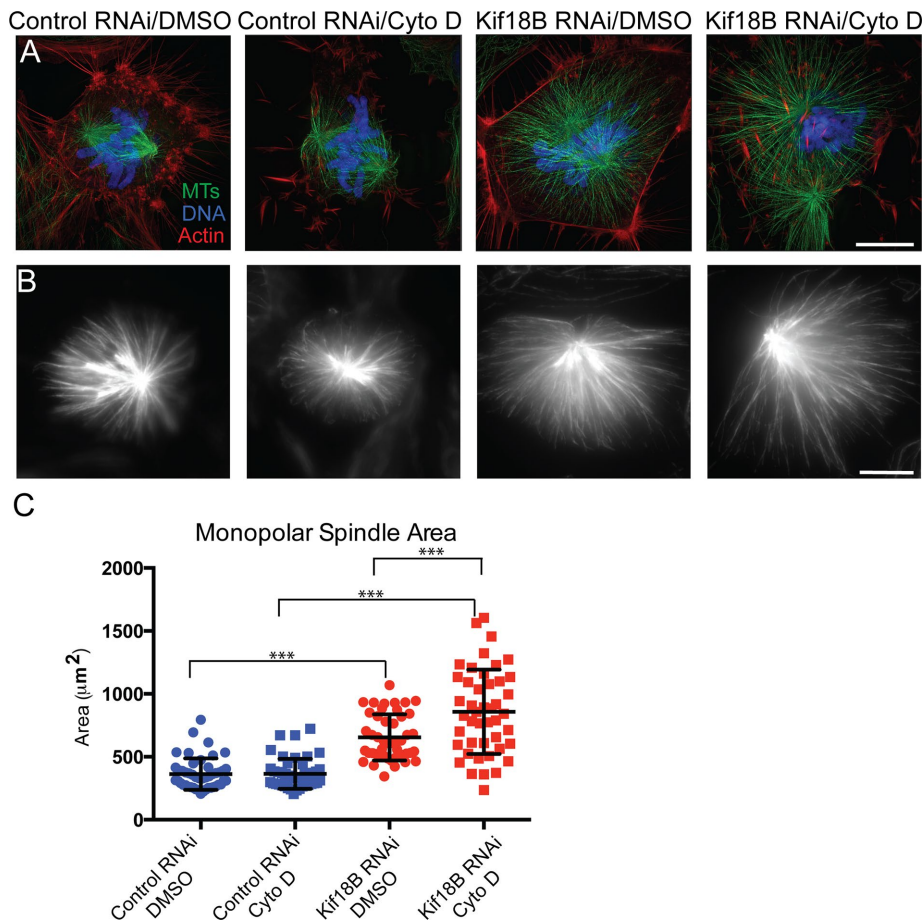 Control RNAi/DMSO Control RNAi/Cyto D Kif18B RNAi/DMSO Kif18B RNAi/Cyto D
A
MTs
DNA
Actin
B
C
Monopolar Spindle Area
***
***
***
2000
1500
1000
500
0
Area (μm²)
Control RNAi
DMSO
Control RNAi
Cyto D
Kif18B RNAi
DMSO
Kif18B RNAi
Cyto D